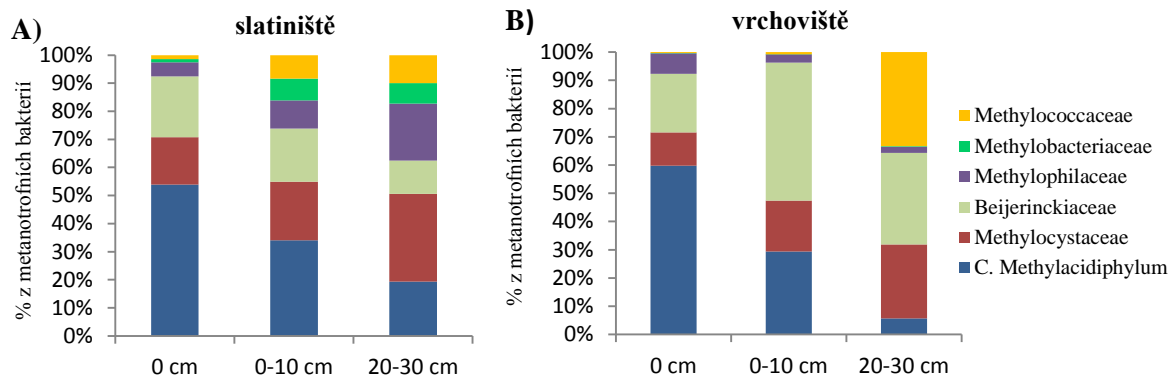 A)
slatiniště
% z metanotrofních bakterií
100%
90%
80%
70%
60%
50%
40%
30%
20%
10%
0%
0 cm
0-10 cm
20-30 cm
B)
vrchoviště
% z metanotrofních bakterií
100%
90%
80%
70%
60%
50%
40%
30%
20%
10%
0%
0 cm
0-10 cm
20-30 cm
Methylococcaceae
Methylobacteriaceae
Methylophilaceae
Beijerinckiaceae
Methylocystaceae
C. Methylacidiphylum